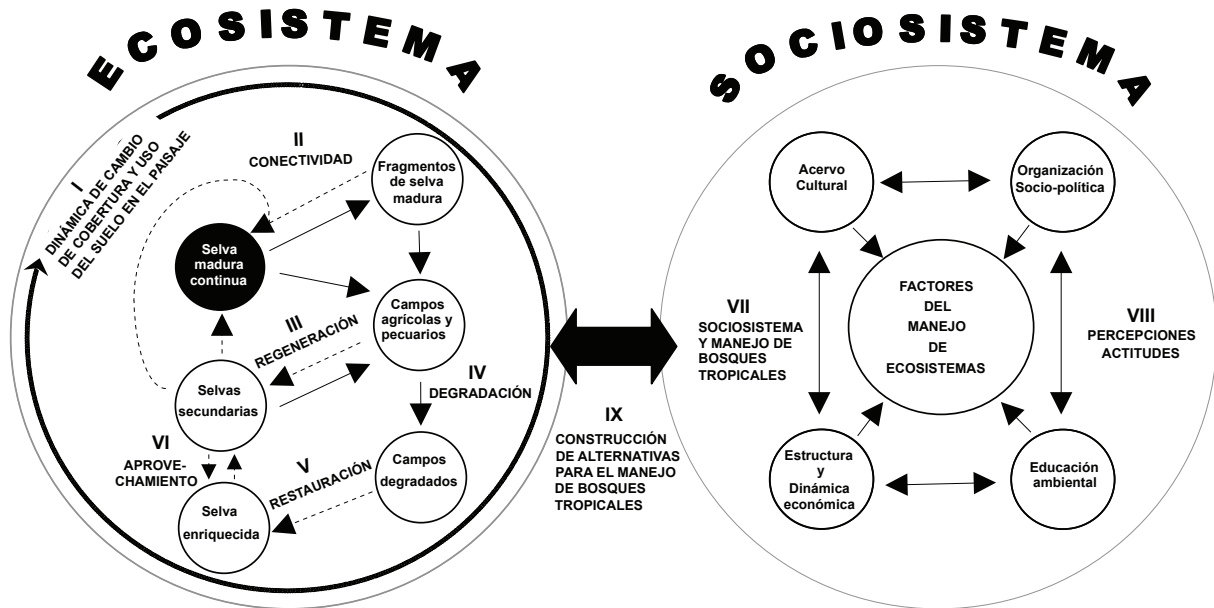 ECOSISTEMA
I
DINÁMICA DE CAMBIO
DE COBERTURA Y USO
DEL SUELO EN EL PAISAJE
II
CONECTIVIDAD
Fragmentos
de selva
madura
Selva
madura
continua
III
REGENERACIÓN
Campos
agrícolas y
pecuarios
IV
DEGRADACIÓN
Selvas
secundarias
VI
APROVE-
CHAMIENTO
V
RESTAURACIÓN
Campos
degradados
Selva
enriquecida
IX
CONSTRUCCIÓN
DE ALTERNATIVAS
PARA EL MANEJO
DE BOSQUES
TROPICALES
SOCIOSISTEMA
Acervo
Cultural
Organización
Socio-política
VII
SOCIOSISTEMA
Y MANEJO DE
BOSQUES
TROPICALES
FACTORES
DEL
MANEJO
DE
ECOSISTEMAS
VIII
PERCEPCIONES
ACTITUDES
Estructura
y
Dinámica
económica
Educación
ambiental